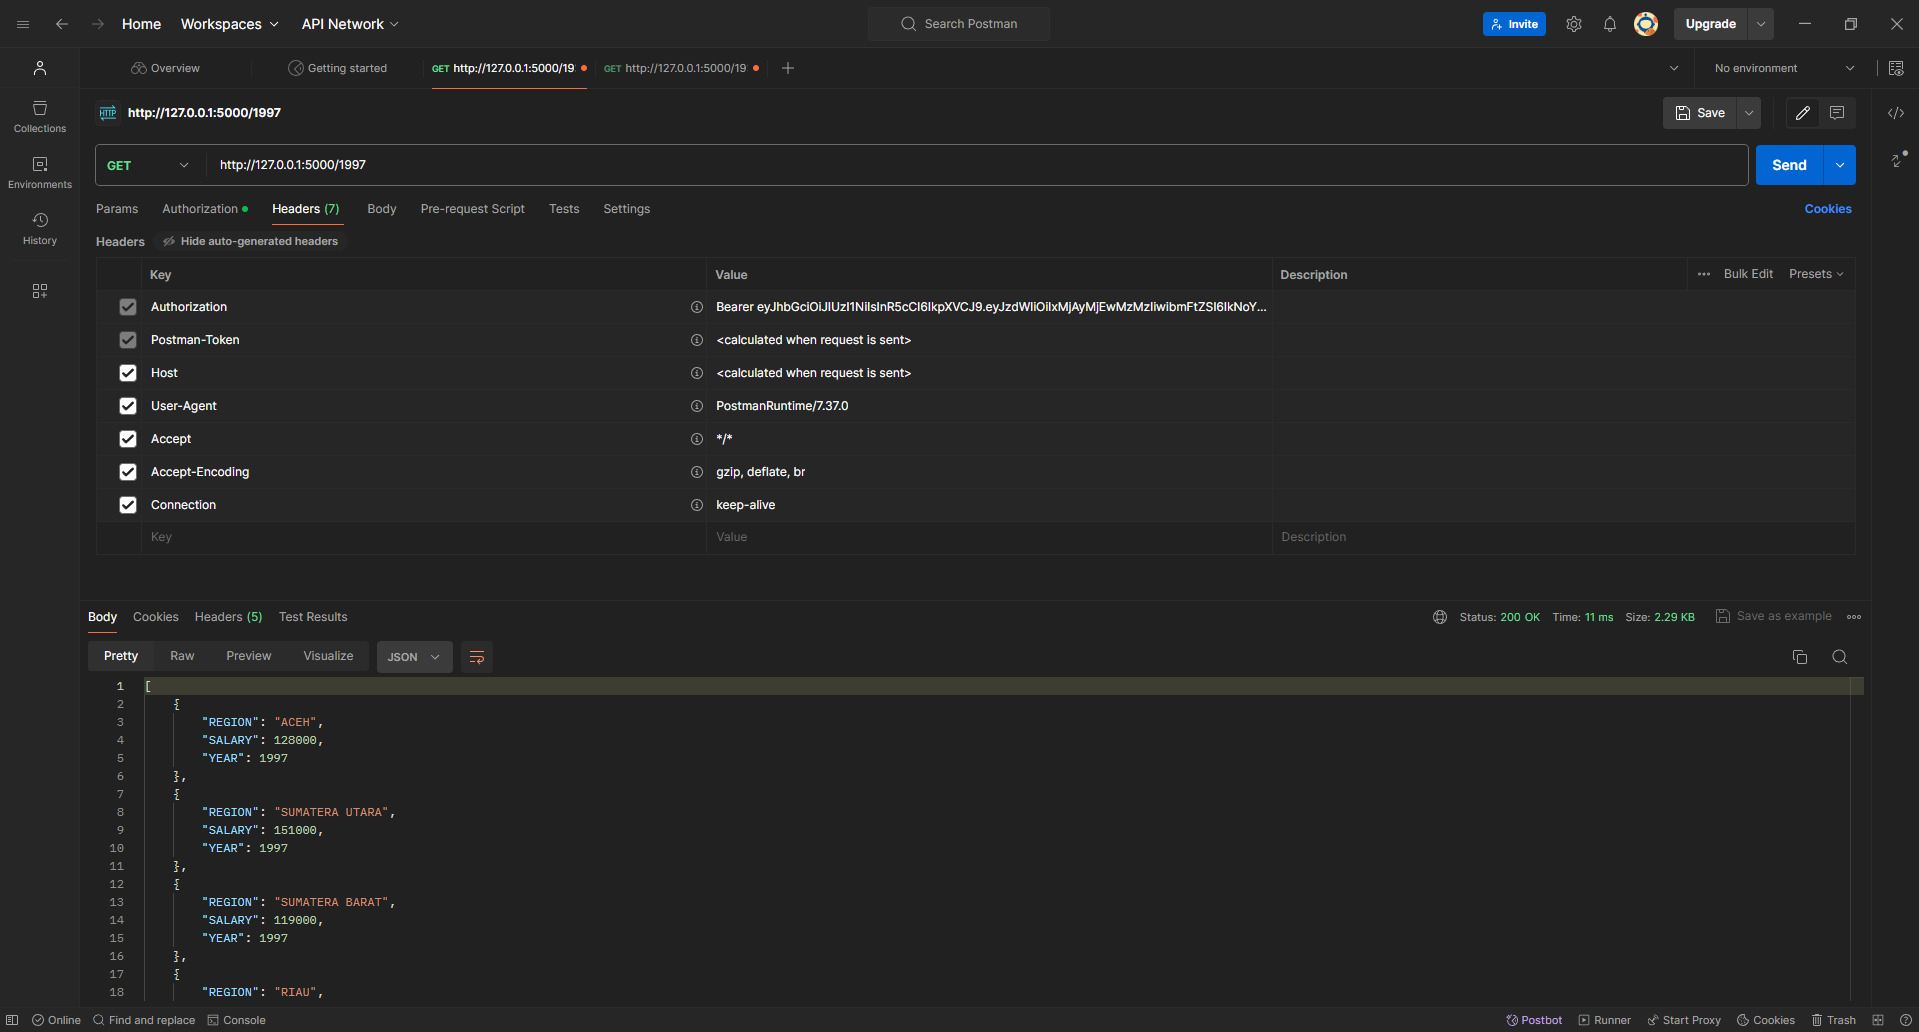 Home Workspaces API Network Search Postman Invite Upgrade
Overview Getting started GET http://127.0.0.1:5000/19 GET http://127.0.0.1:5000/19 No environment
HTTP http://127.0.0.1:5000/1997 Save
GET http://127.0.0.1:5000/1997 Send
Collections
Environments
History
Params Authorization Headers (7) Body Pre-request Script Tests Settings Cookies
Headers Hide auto-generated headers
Key Value Description Bulk Edit Presets
Authorization Bearer eyJhbGciOiJIUzI1NiIsInR5cCI6IkpXVCJ9.eyJzdWIiOiIxMjAyMjEwMzMzIiwibmFtZSI6IkNoY...
Postman-Token <calculated when request is sent>
Host <calculated when request is sent>
User-Agent PostmanRuntime/7.37.0
Accept */*
Accept-Encoding gzip, deflate, br
Connection keep-alive
Key Value Description
Body Cookies Headers (5) Test Results Status: 200 OK Time: 11 ms Size: 2.29 KB Save as example
Pretty Raw Preview Visualize JSON
1 [
2 {
3 "REGION": "ACEH",
4 "SALARY": 128000,
5 "YEAR": 1997
6 },
7 {
8 "REGION": "SUMATERA UTARA",
9 "SALARY": 151000,
10 "YEAR": 1997
11 },
12 {
13 "REGION": "SUMATERA BARAT",
14 "SALARY": 119000,
15 "YEAR": 1997
16 },
17 {
18 "REGION": "RIAU",
Online Find and replace Console Postbot Runner Start Proxy Cookies Trash